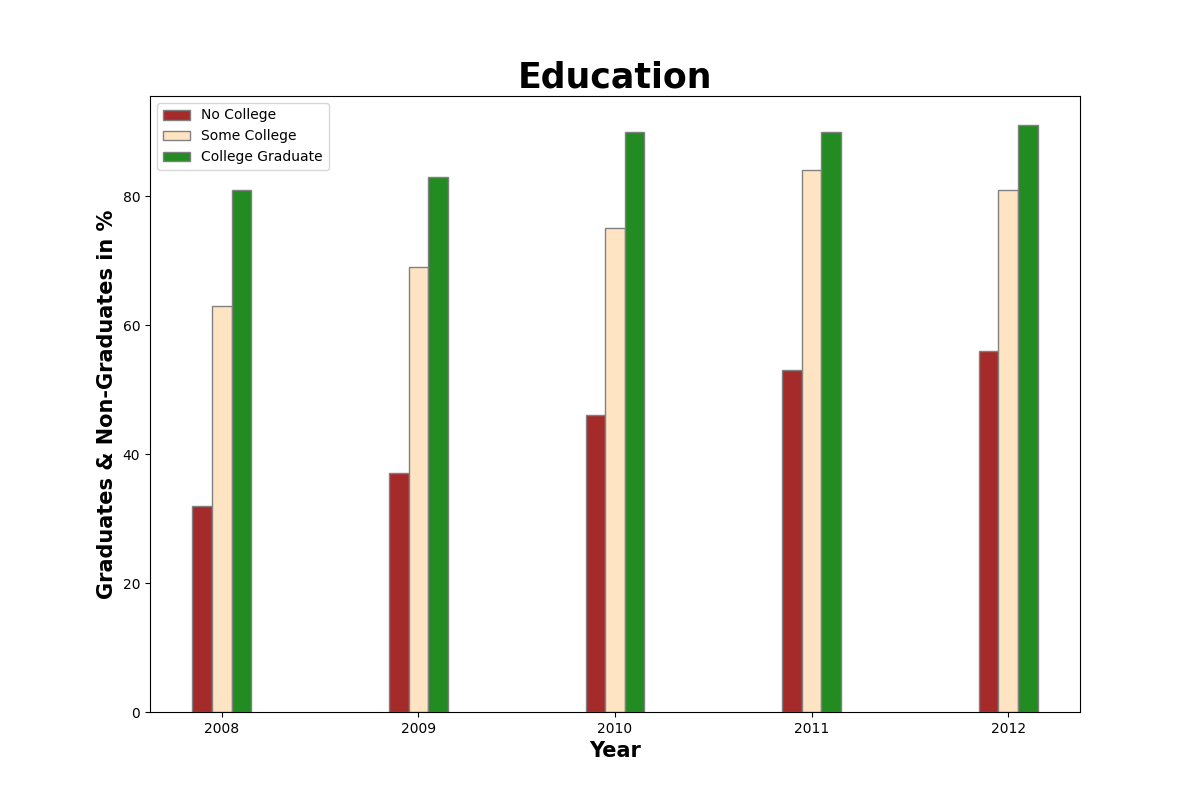 Education
No College
Some College
College Graduate
Graduates & Non-Graduates in %
80
60
40
20
0
2008 2009 2010 2011 2012
Year